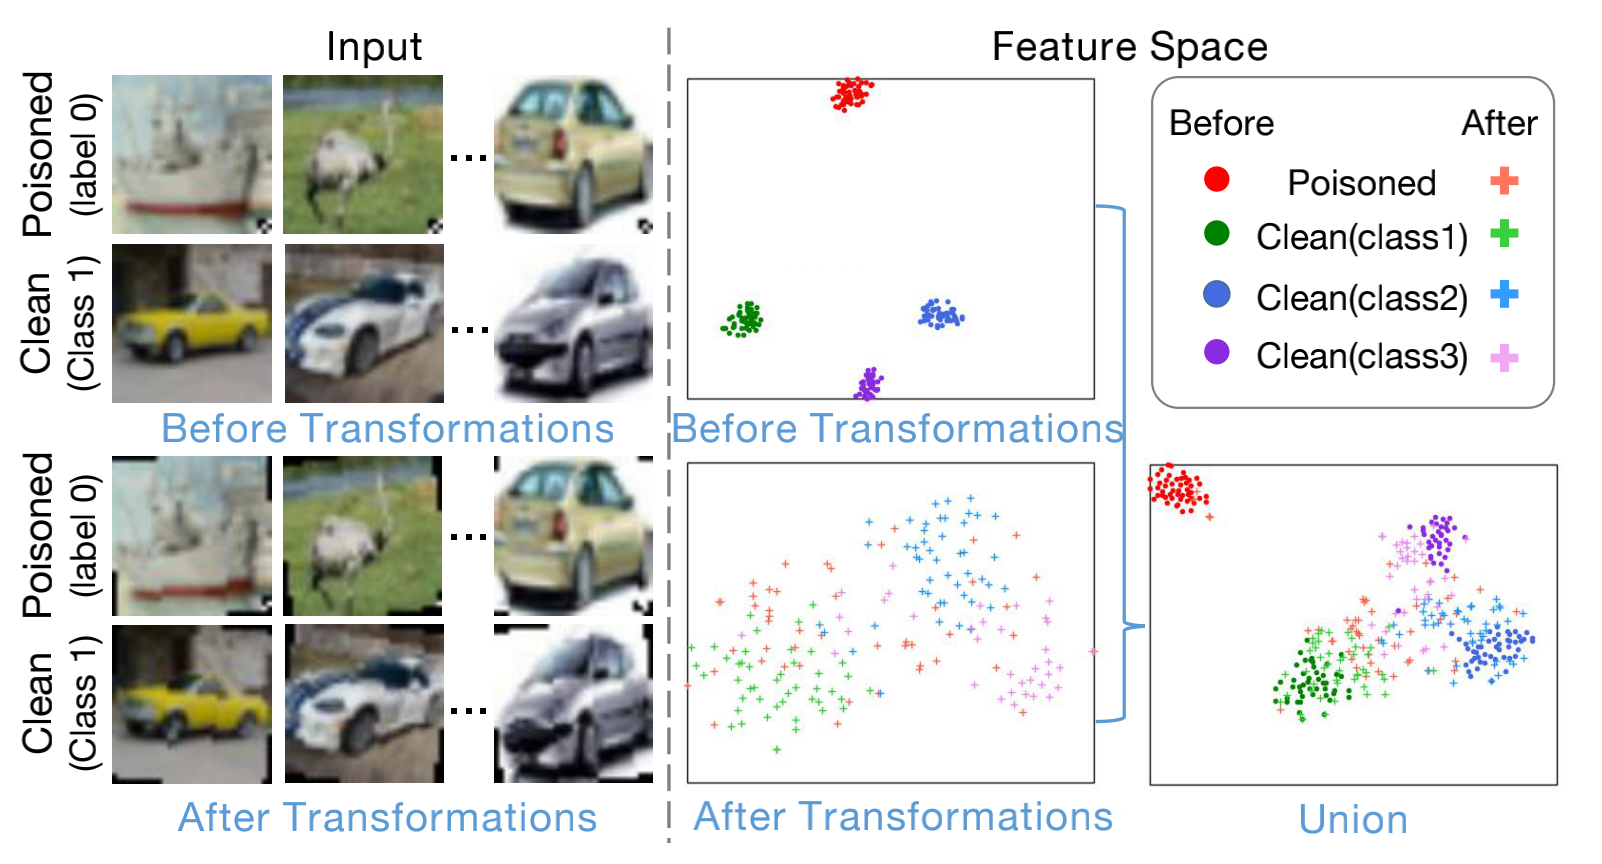 Input
Feature Space
Poisoned
(label 0)
...
Clean
(Class 1)
...
Before Transformations
Before Transformations
Before After
Poisoned
Clean(class1)
Clean(class2)
Clean(class3)
Poisoned
(label 0)
...
Clean
(Class 1)
...
After Transformations
After Transformations
Union